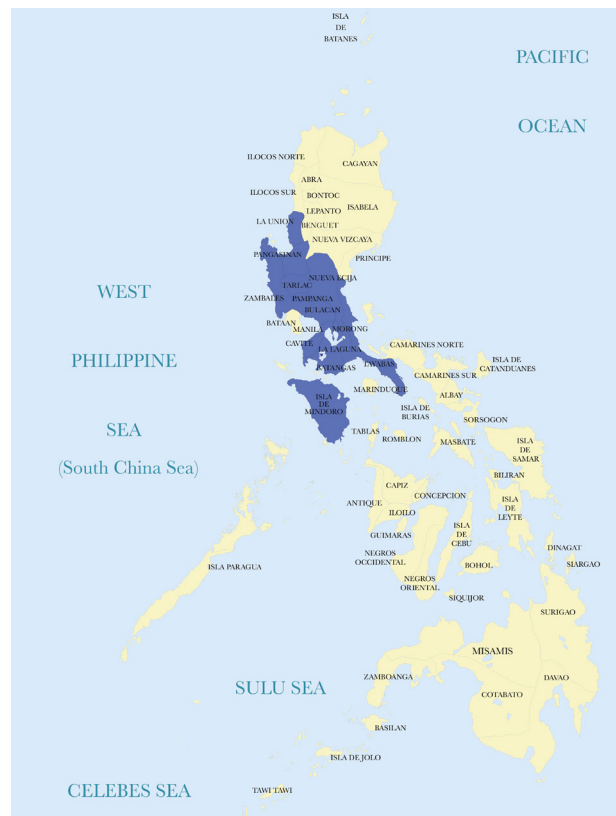 ISLA
DE
BATANES
PACIFIC
OCEAN
ILOCOS NORTE
CAGAYAN
ABRA
ILOCOS SUR
BONTOC
ISABELA
LEPANTO
LA UNION
BENGUET
NUEVA VIZCAYA
PANGASINAN
PRINCIPE
NUEVA ECIJA
TARLAC
WEST
ZAMBALES
PAMPANGA
BULACAN
BATAAN
MANILA
MORONG
CAVITE
LA LAGUNA
CAMARINES NORTE
PHILIPPINE
BATANGAS
TAYABAS
ISLA DE
CATANDUANES
CAMARINES SUR
MARINDUQUE
ALBAY
ISLA
DE
MINDORO
ISLA DE
BURIAS
SORSOGON
SEA
(South China Sea)
TABLAS
ROMBLON
MASBATE
ISLA
DE
SAMAR
BILIRAN
CAPIZ
CONCEPCION
ANTIQUE
ILOILO
ISLA
DE
LEYTE
GUIMARAS
ISLA
DE
CEBU
NEGROS
OCCIDENTAL
DINAGAT
SIARGAO
ISLA PARAGUA
BOHOL
NEGROS
ORIENTAL
SIQUIJOR
SURIGAO
MISAMIS
ZAMBOANGA
DAVAO
SULU SEA
COTABATO
BASILAN
ISLA DE JOLO
CELEBES SEA
TAWI TAWI